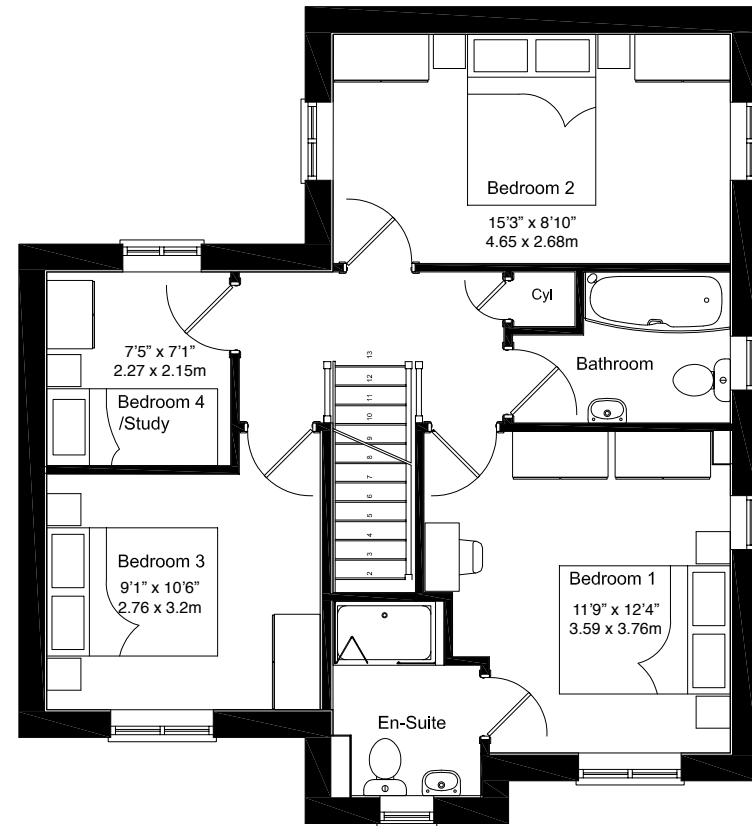 Bedroom 2
15’3” x 8’10”
4.65 x 2.68m
Cyl
7’5” x 7’1”
2.27 x 2.15m
Bedroom 4
/Study
Bathroom
13
12
11
10
9
8
7
6
5
4
3
2
Bedroom 3
9’1” x 10’6”
2.76 x 3.2m
Bedroom 1
11’9” x 12’4”
3.59 x 3.76m
En-Suite